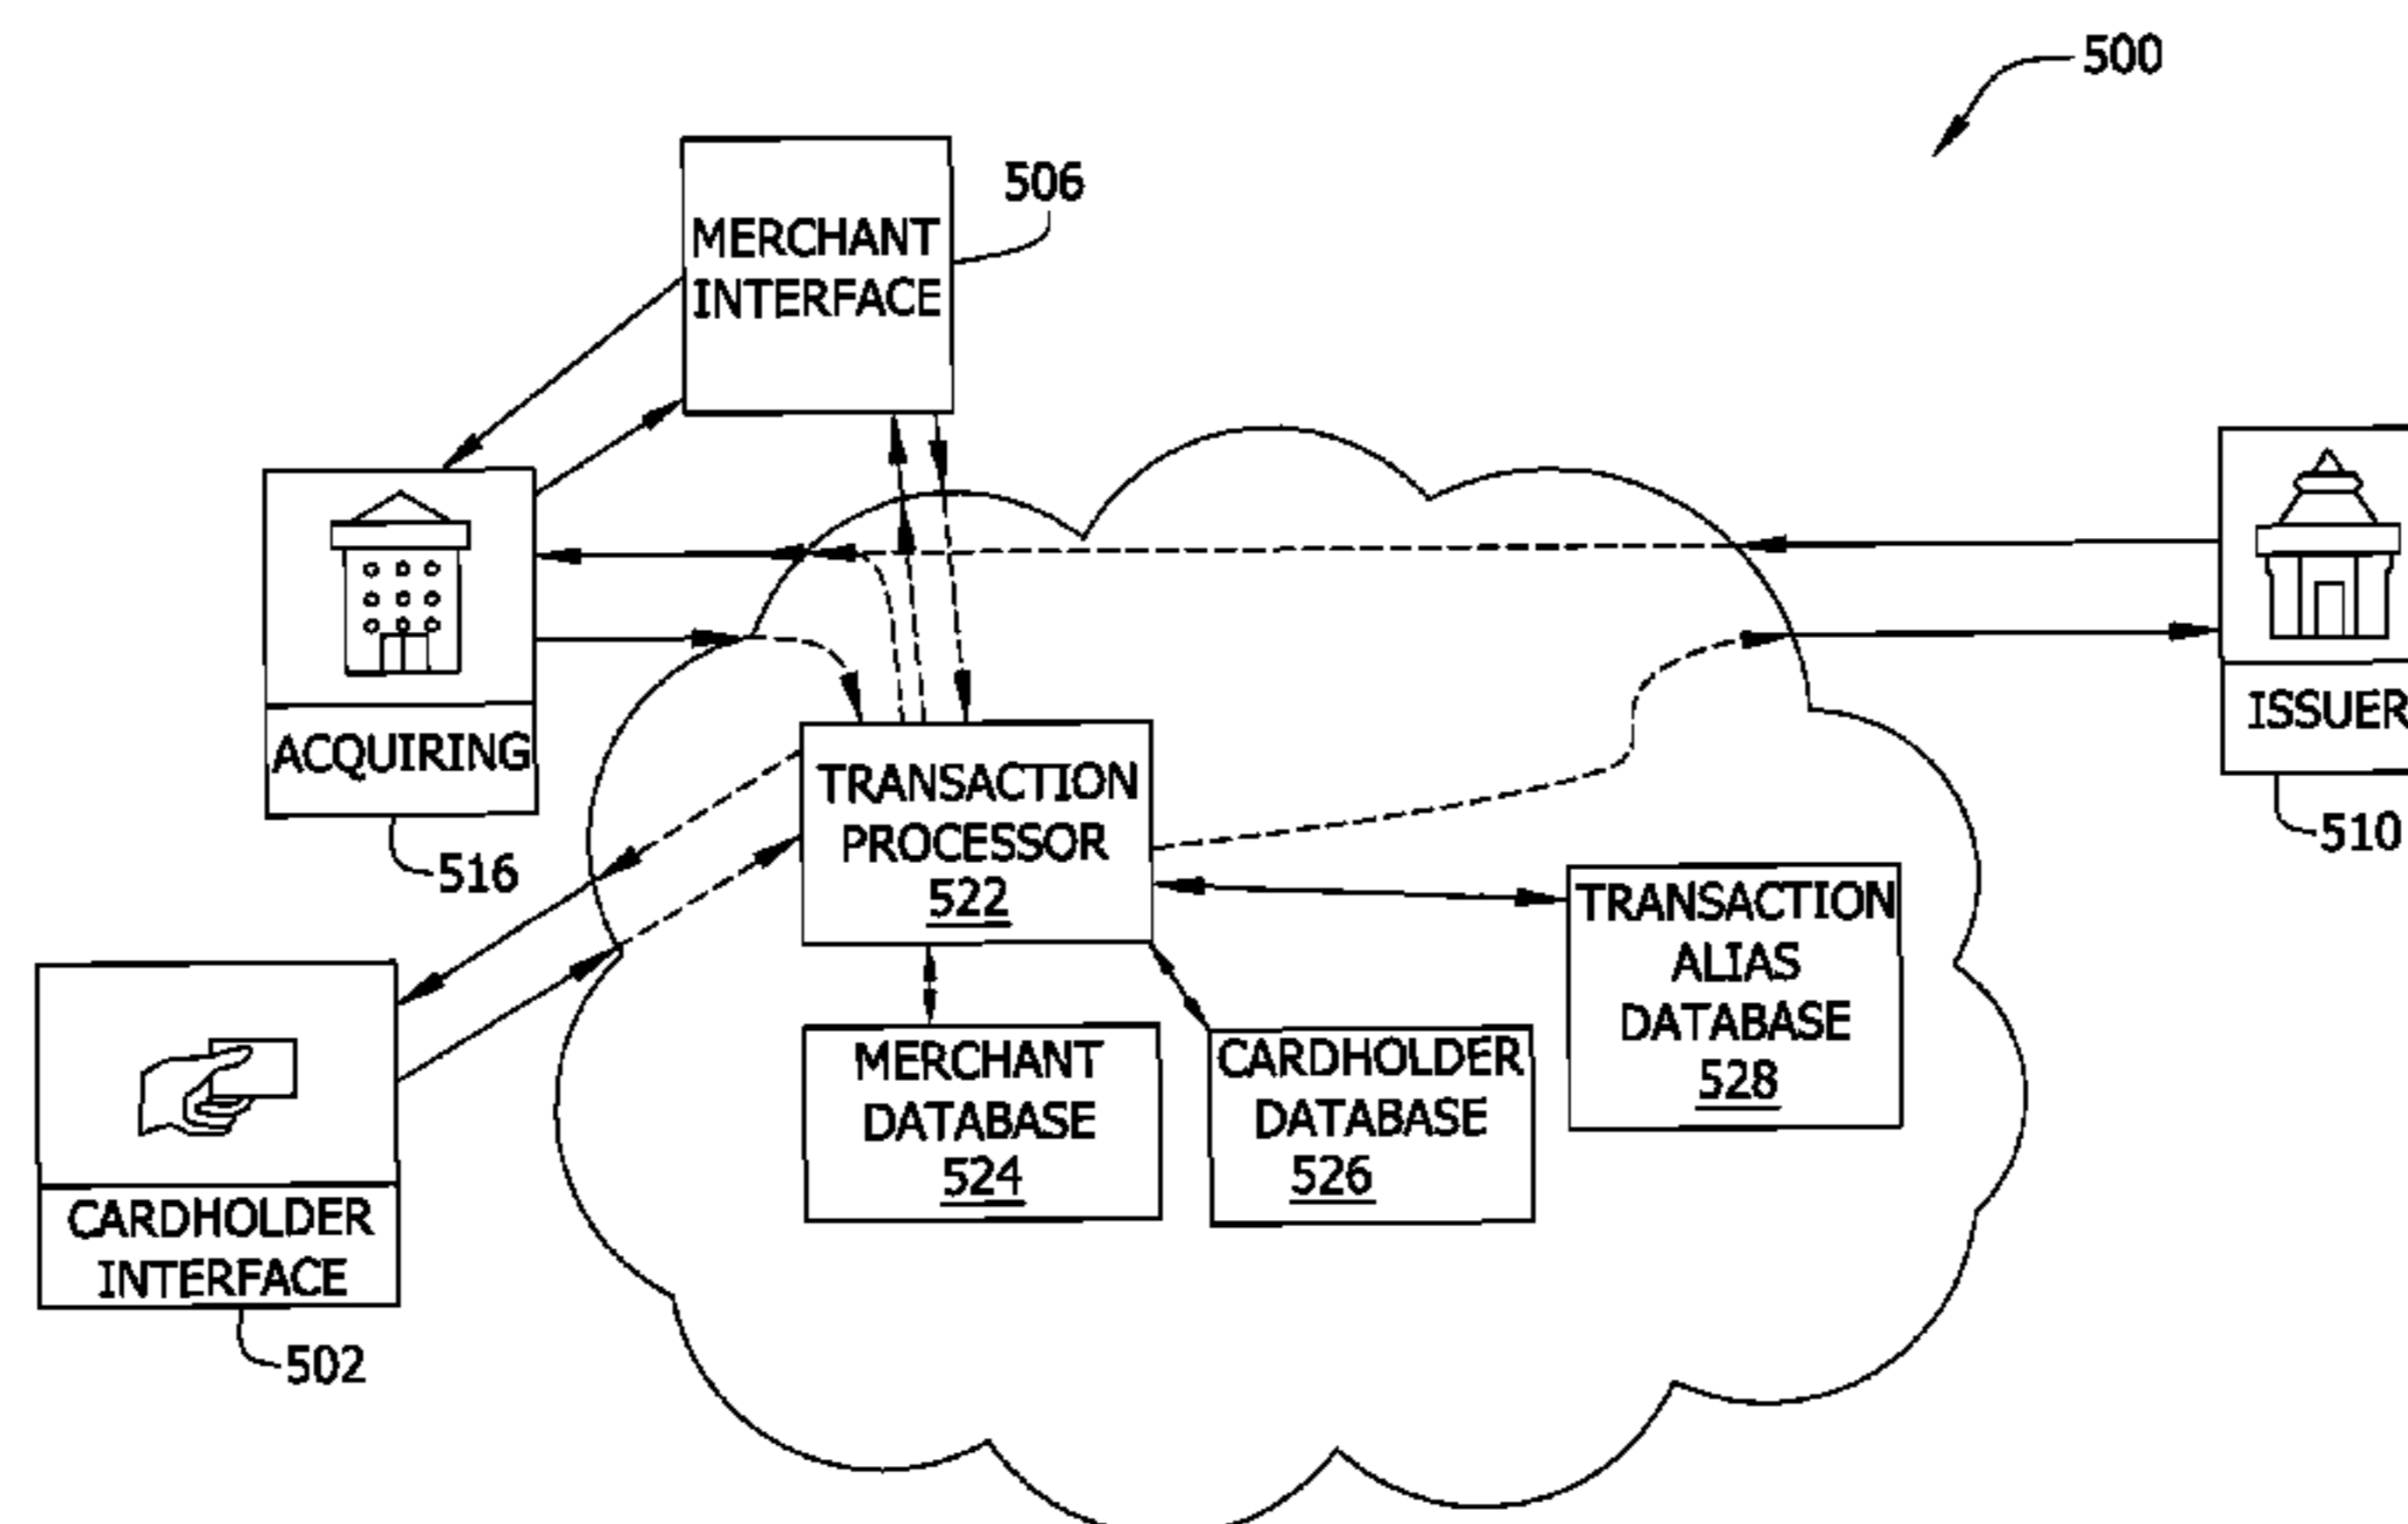 500
506
MERCHANT
INTERFACE
ACQUIRING
516
ISSUER
510
TRANSACTION
PROCESSOR
522
TRANSACTION
ALIAS
DATABASE
528
MERCHANT
DATABASE
524
CARDHOLDER
DATABASE
526
CARDHOLDER
INTERFACE
502